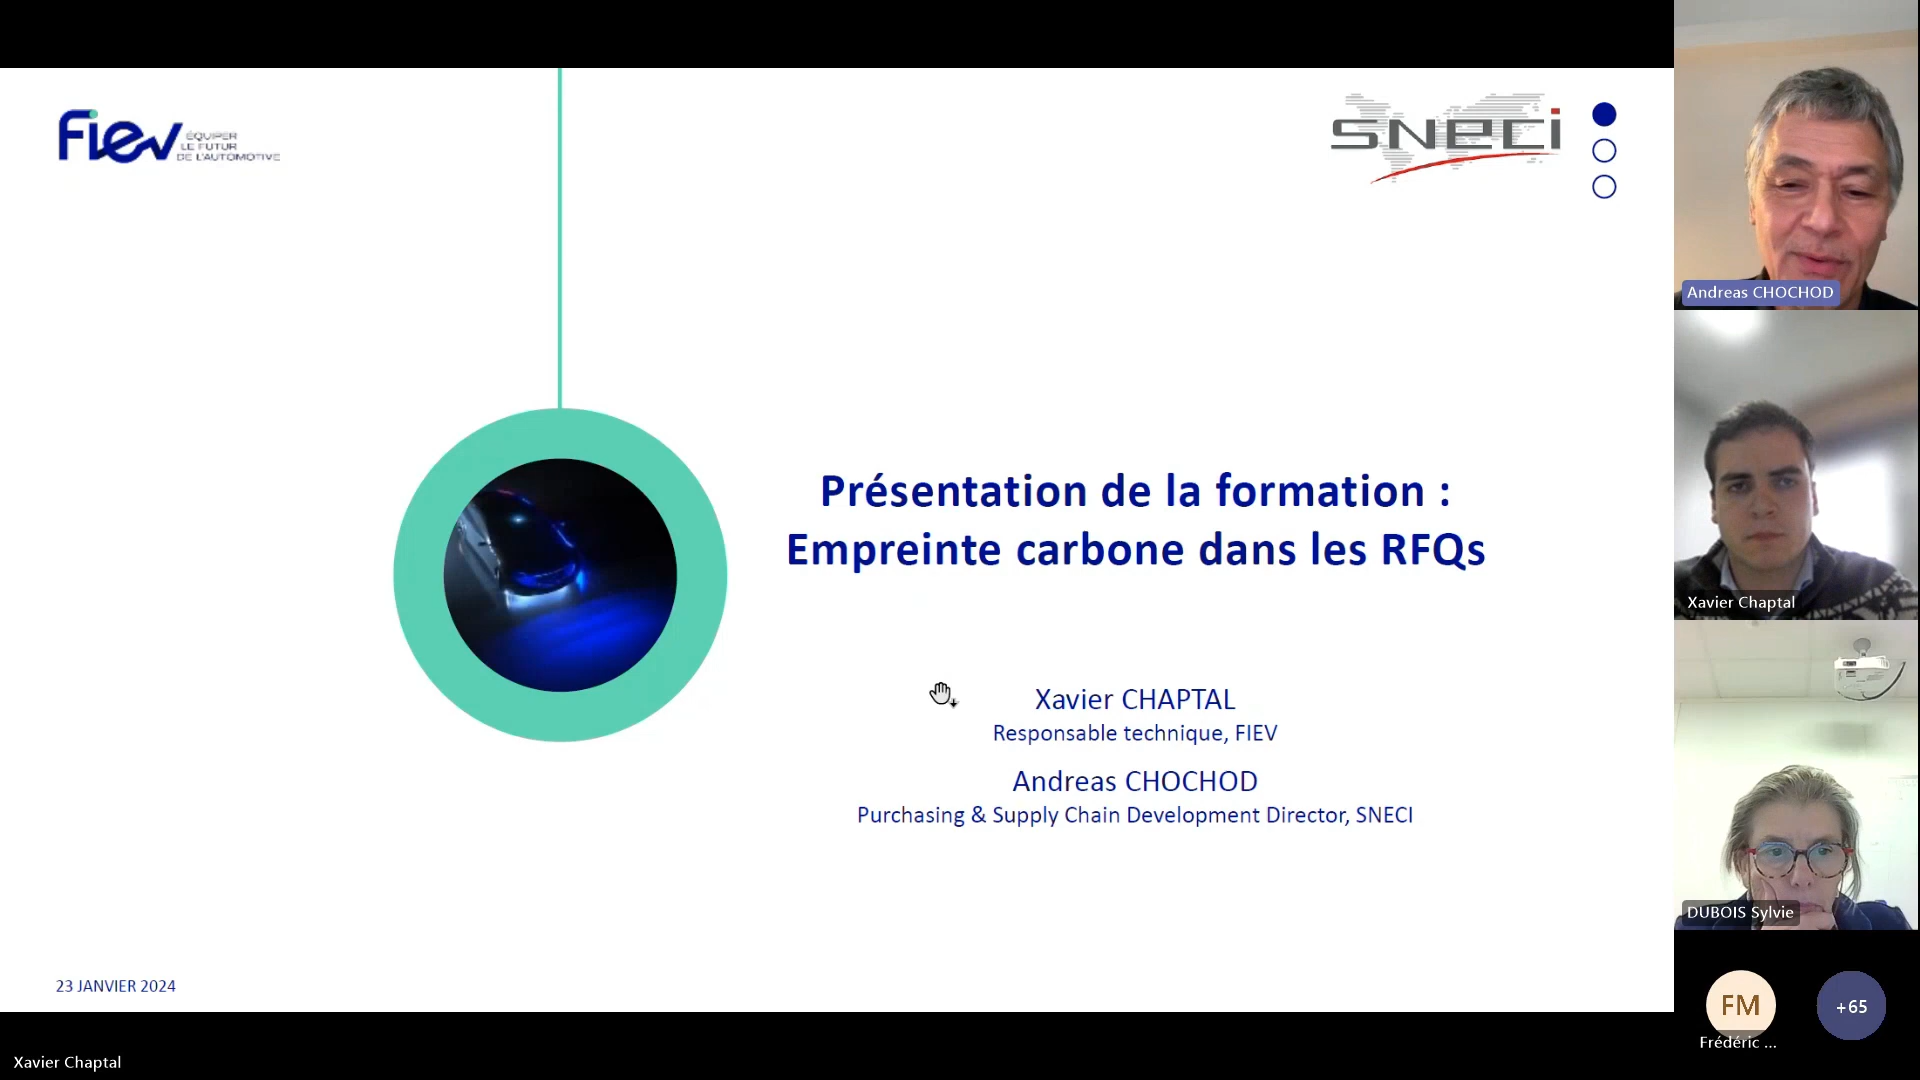 Fiev
ÉQUIPER
LE FUTUR
DE L'AUTOMOTIVE
SNECI
Présentation de la formation :
Empreinte carbone dans les RFQs
Xavier CHAPTAL
Responsable technique, FIEV
Andreas CHOCHOD
Purchasing & Supply Chain Development Director, SNECI
23 JANVIER 2024
Xavier Chaptal
Andreas CHOCHOD
Xavier Chaptal
DUBOIS Sylvie
FM
Frédéric ...
+65